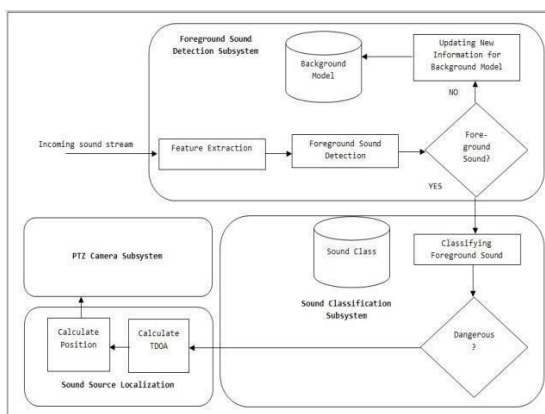 Foreground Sound
Detection Subsystem
Background
Model
Updating New
Information for
Background Model
NO
Incoming sound stream
Feature Extraction
Foreground Sound
Detection
Fore-
ground
Sound?
YES
PTZ Camera Subsystem
Sound Class
Classifying
Foreground Sound
Sound Classification
Subsystem
Calculate
Position
Calculate
TDOA
Dangerous
?
Sound Source Localization